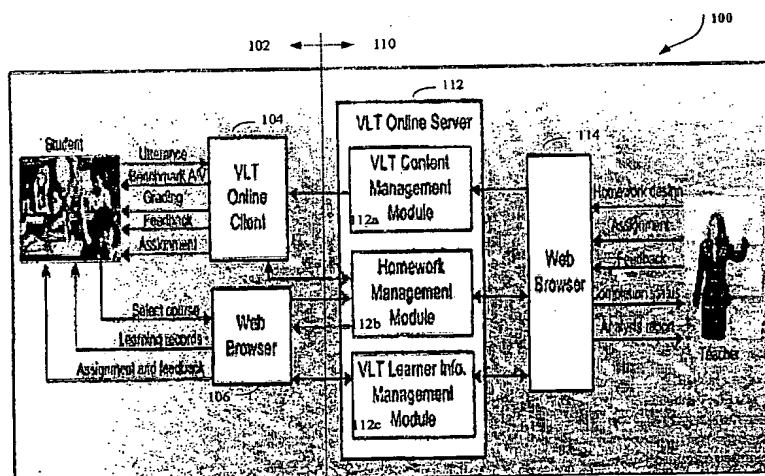 100
102
110
112
104
VLT Online Server
114
Student
Utterance
Benchmark A/V
Grading
Feedback
Assignment
VLT
Online
Client
VLT Content
Management
Module
112a
Homework design
Assignment
Feedback
Completion status
Analysis report
Teacher
Web
Browser
Homework
Management
Module
12b
Select course
Learning records
Assignment and feedback
Web
Browser
106
VLT Learner Info.
Management
Module
112c